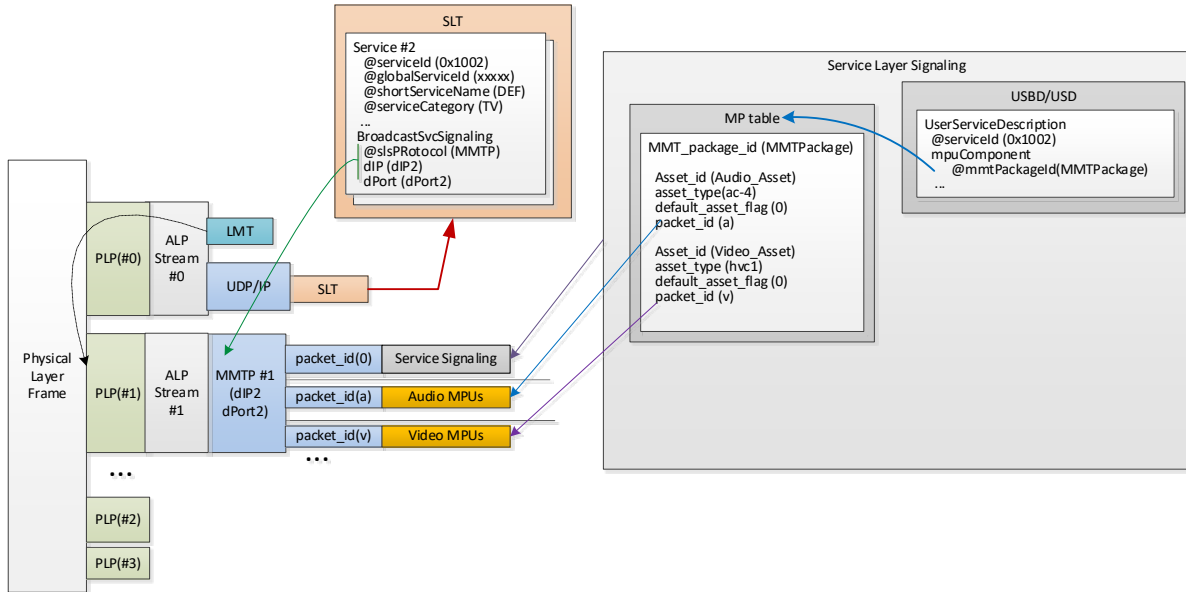 SLT
Service #2
@serviceId (0x1002)
@globalServiceId (xxxxx)
@shortServiceName (DEF)
@serviceCategory (TV)
...
BroadcastSvcSignaling
@slsPRotocol (MMTP)
dIP (dIP2)
dPort (dPort2)
Service Layer Signaling
USBD/USD
UserServiceDescription
@serviceId (0x1002)
mpuComponent
@mmtPackageId(MMTPackage)
...
MP table
MMT_package_id (MMTPackage)
Asset_id (Audio_Asset)
asset_type(ac-4)
default_asset_flag (0)
packet_id (a)
Asset_id (Video_Asset)
asset_type (hvc1)
default_asset_flag (0)
packet_id (v)
Physical
Layer
Frame
PLP(#0)
ALP
Stream
#0
LMT
UDP/IP
SLT
PLP(#1)
ALP
Stream
#1
MMTP #1
(dIP2
dPort2)
packet_id(0)
Service Signaling
packet_id(a)
Audio MPUs
packet_id(v)
Video MPUs
...
...
PLP(#2)
PLP(#3)